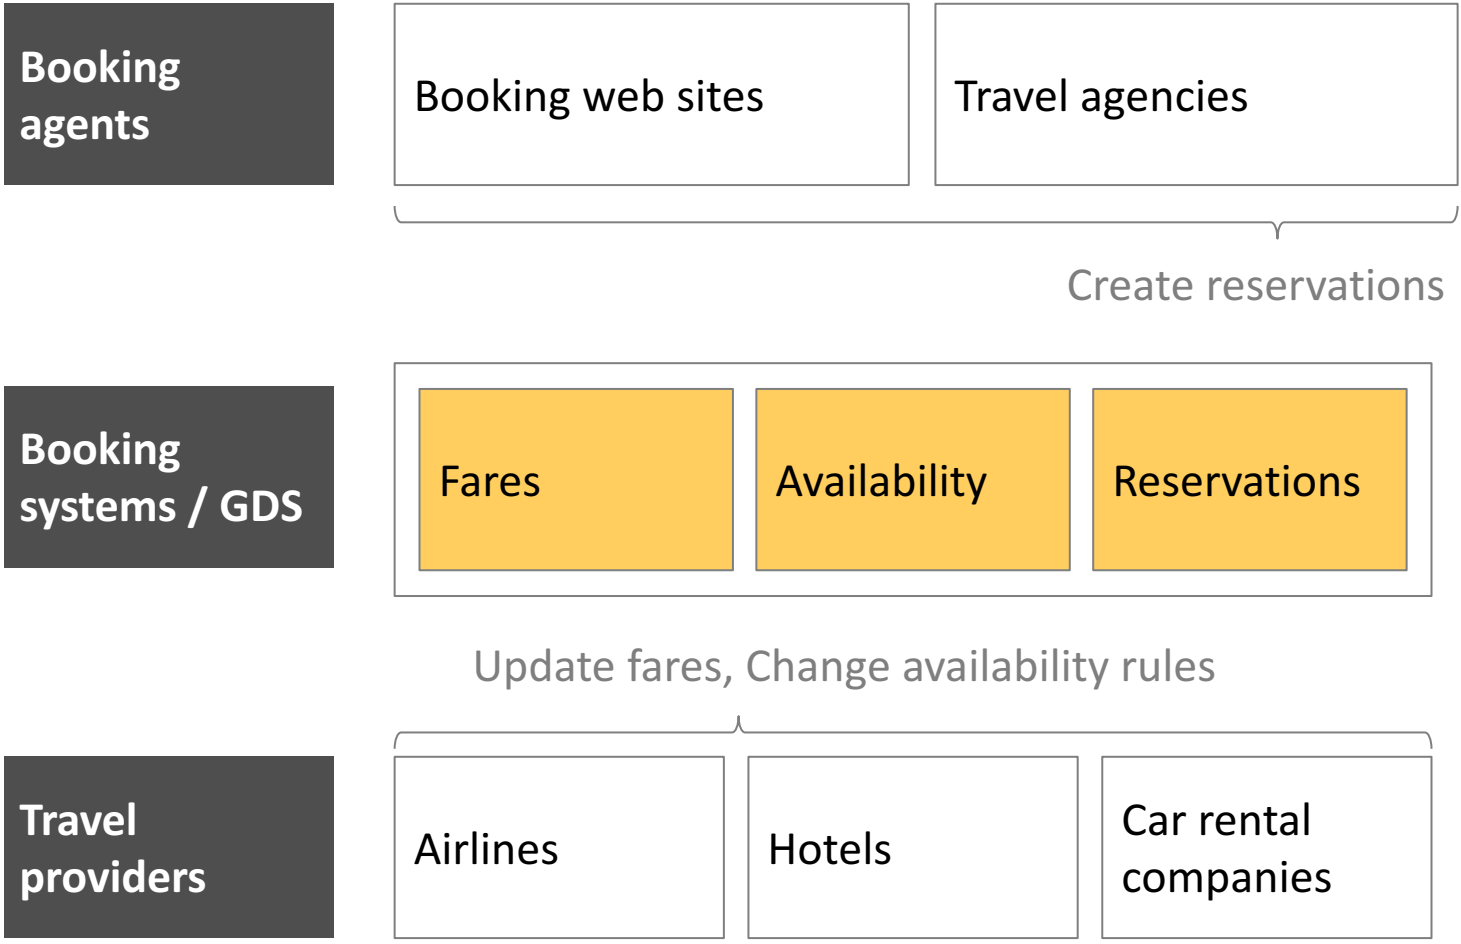 Booking
agents
Booking web sites
Travel agencies
Create reservations
Booking
systems / GDS
Fares
Availability
Reservations
Update fares, Change availability rules
Travel
providers
Airlines
Hotels
Car rental
companies